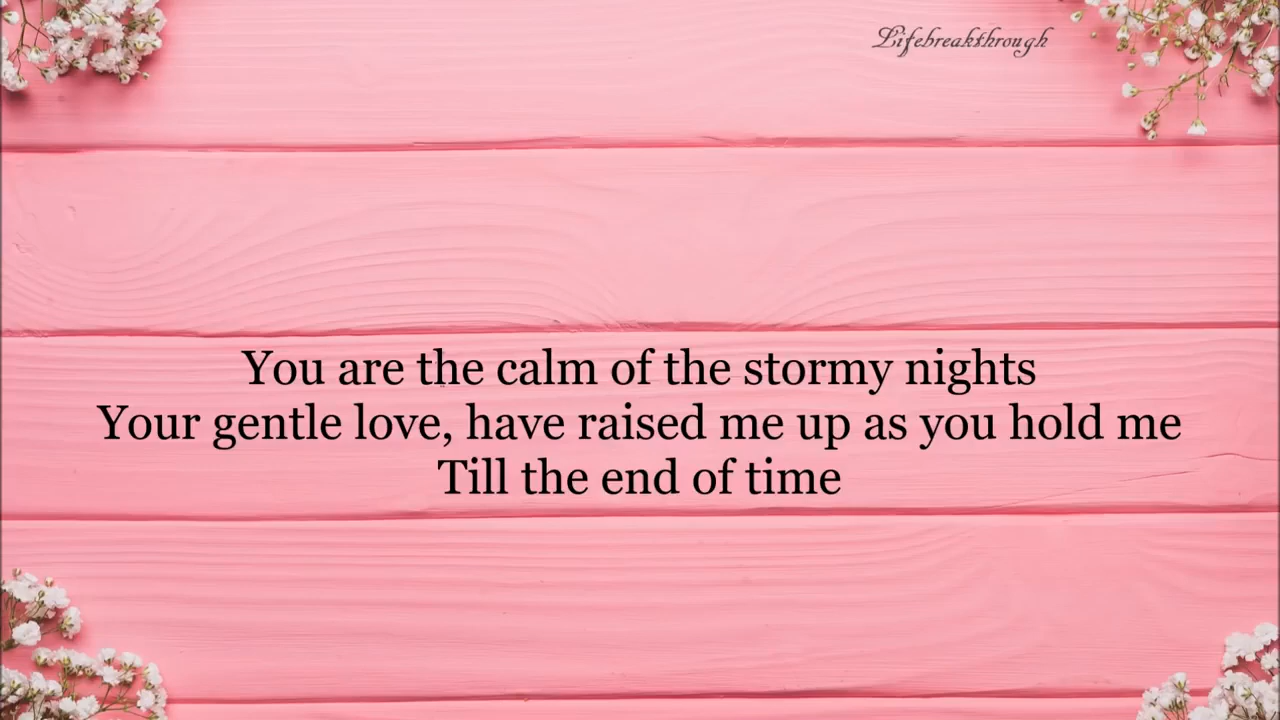 Lifebreakthrough
You are the calm of the stormy nights
Your gentle love, have raised me up as you hold me
Till the end of time